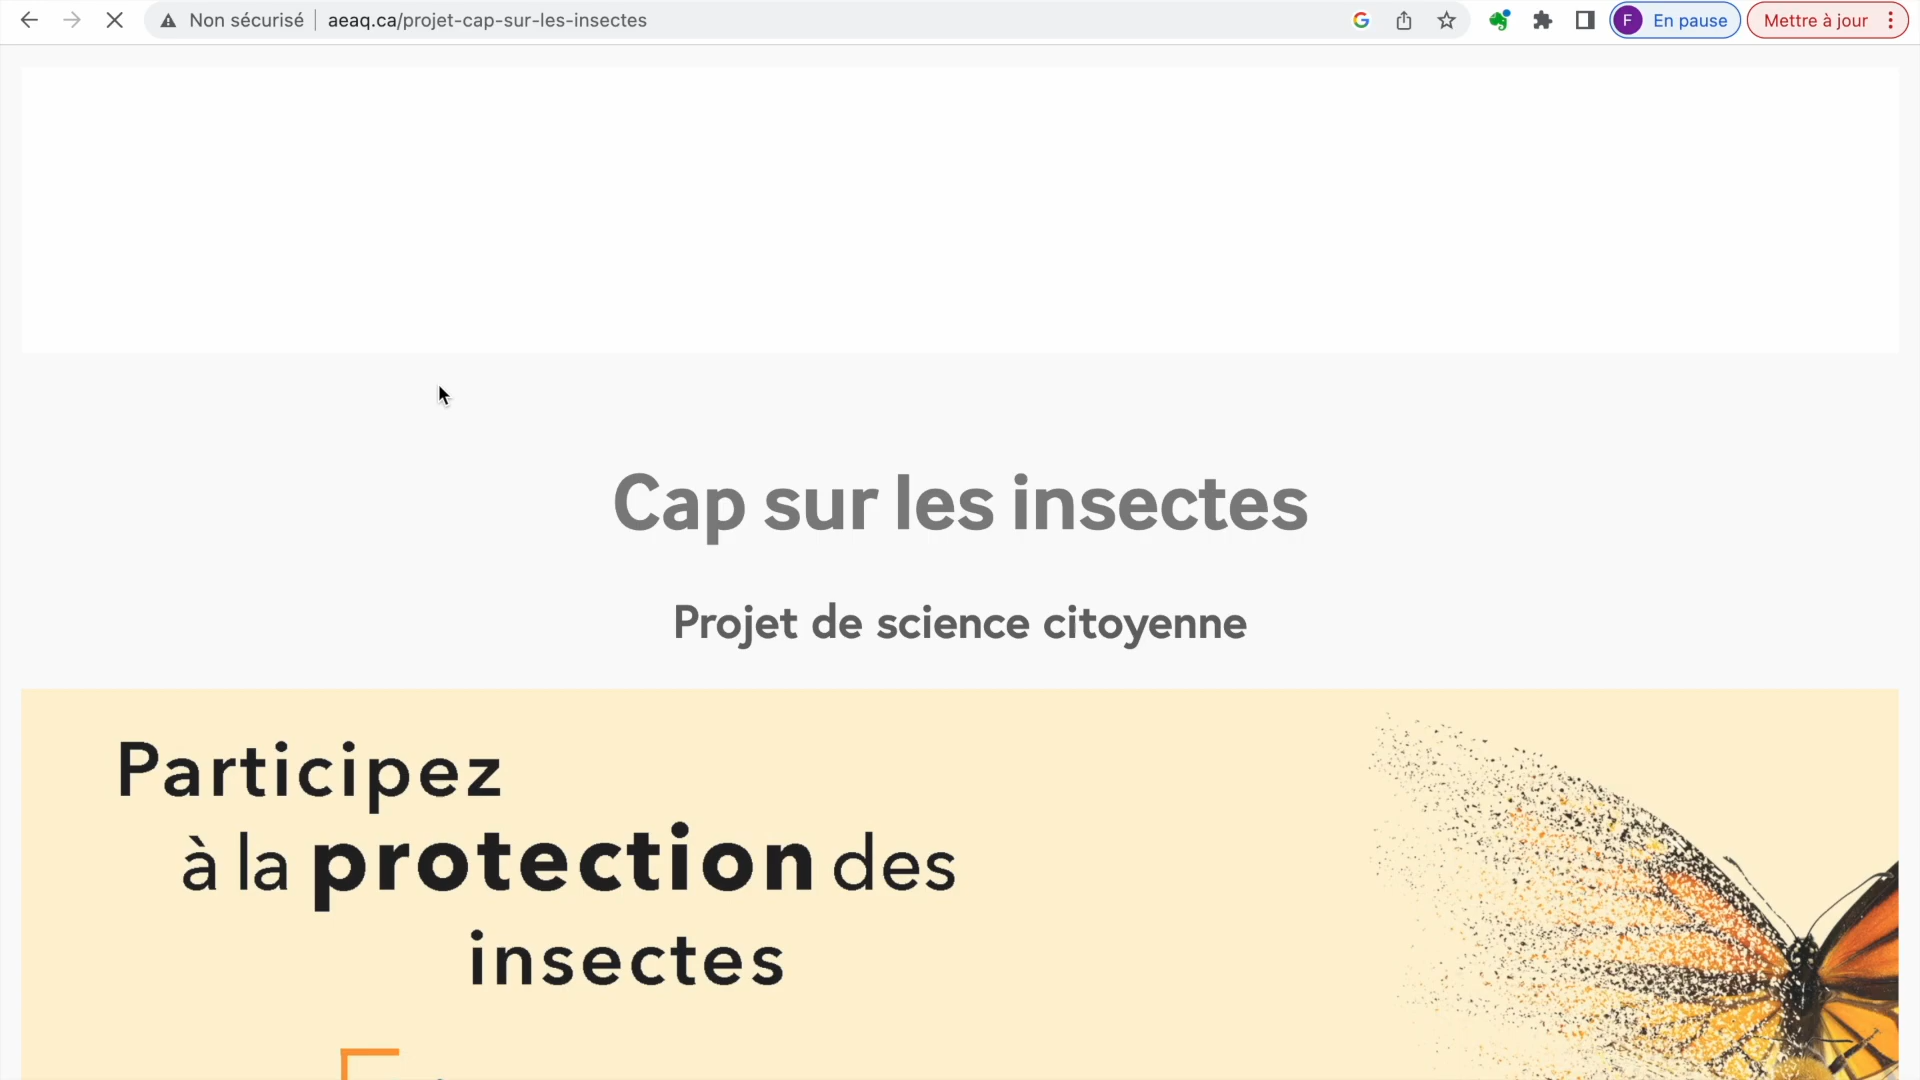 Non sécurisé
aeaq.ca/projet-cap-sur-les-insectes
F
En pause
Mettre à jour
Cap sur les insectes
Projet de science citoyenne
Participez
à la protection des
insectes